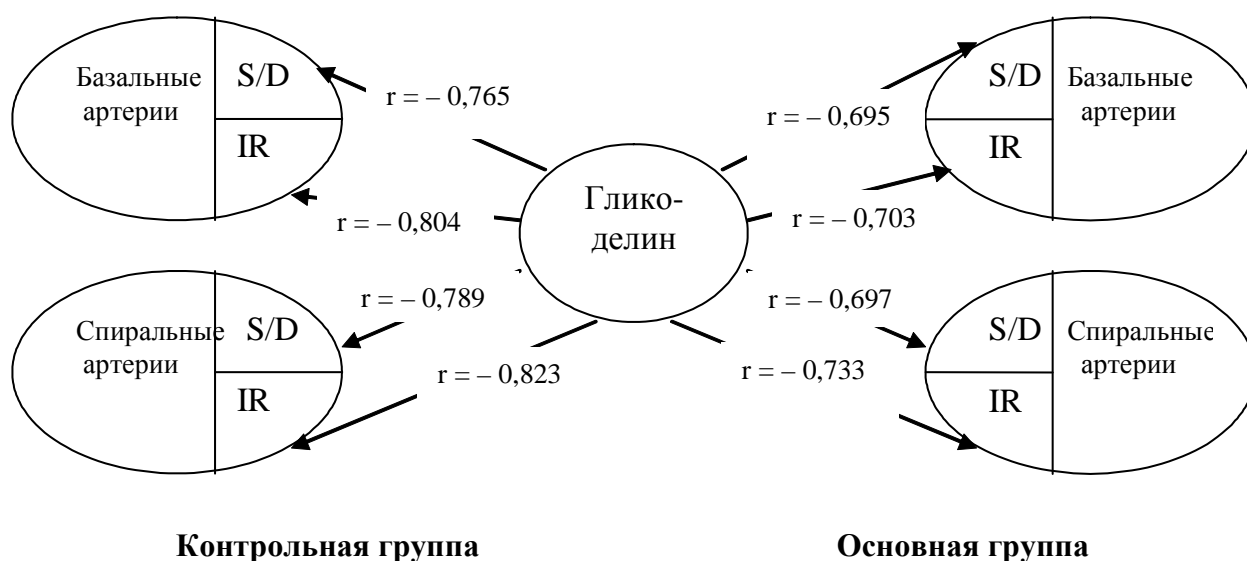 Базальные
артерии
S/D
IR
r = – 0,765
r = – 0,804
Спиральные
артерии
S/D
IR
r = – 0,789
r = – 0,823
Глико-
делин
r = – 0,695
r = – 0,703
S/D
IR
Базальные
артерии
r = – 0,697
r = – 0,733
S/D
IR
Спиральные
артерии
Контрольная группа
Основная группа